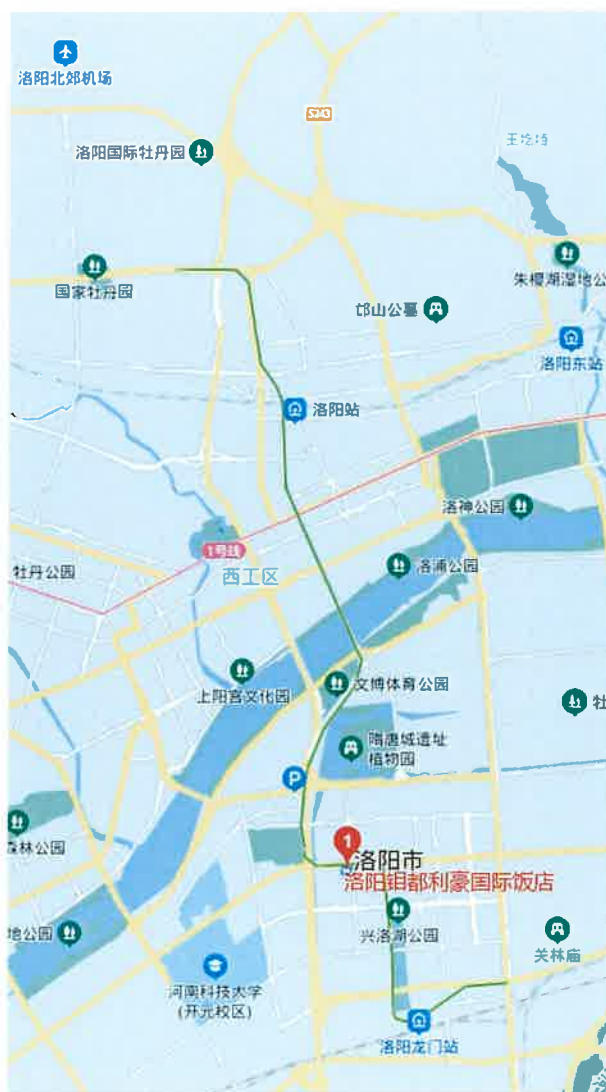 洛阳北郊机场
S243
洛阳国际牡丹园
国家牡丹园
朱樱湖湿地公
邙山公墓
洛阳东站
洛阳站
洛神公园
1号线
牡丹公园
西工区
洛浦公园
上阳宫文化园
文博体育公园
牡
隋唐城遗址
植物园
P
森林公园
1
洛阳市
洛阳钼都利豪国际饭店
地公园
兴洛湖公园
关林庙
河南科技大学
(开元校区)
洛阳龙门站